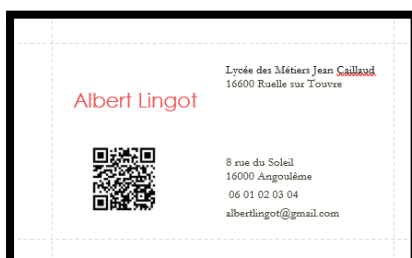 Lycée des Métiers Jean Caillaud
16600 Ruelle sur Touvre
Albert Lingot
8 rue du Soleil
16000 Angoulême
06 01 02 03 04
albertlingot@gmail.com